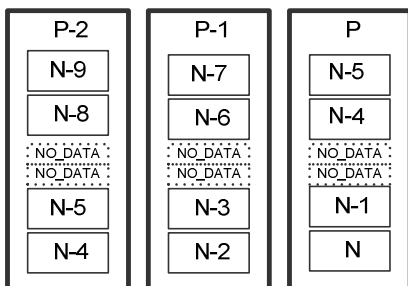 P-2
N-9
N-8
NO_DATA
NO_DATA
N-5
N-4
P-1
N-7
N-6
NO_DATA
NO_DATA
N-3
N-2
P
N-5
N-4
NO_DATA
NO_DATA
N-1
N